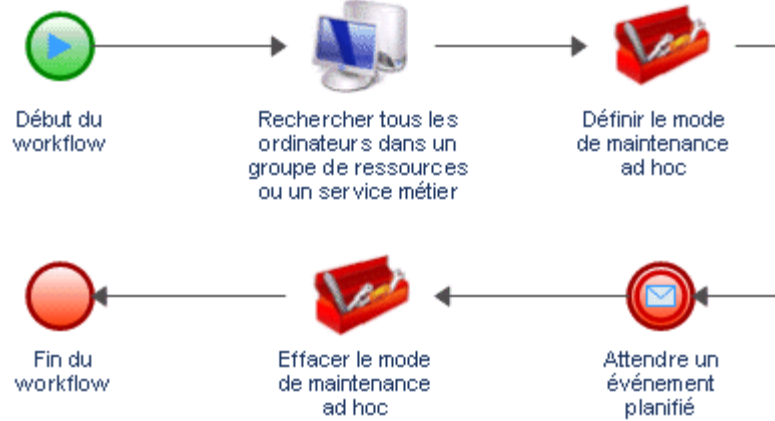 Début du
workflow
Rechercher tous les
ordinateurs dans un
groupe de ressources
ou un service métier
Définir le mode
de maintenance
ad hoc
Fin du
workflow
Effacer le mode
de maintenance
ad hoc
Attendre un
événement
planifié